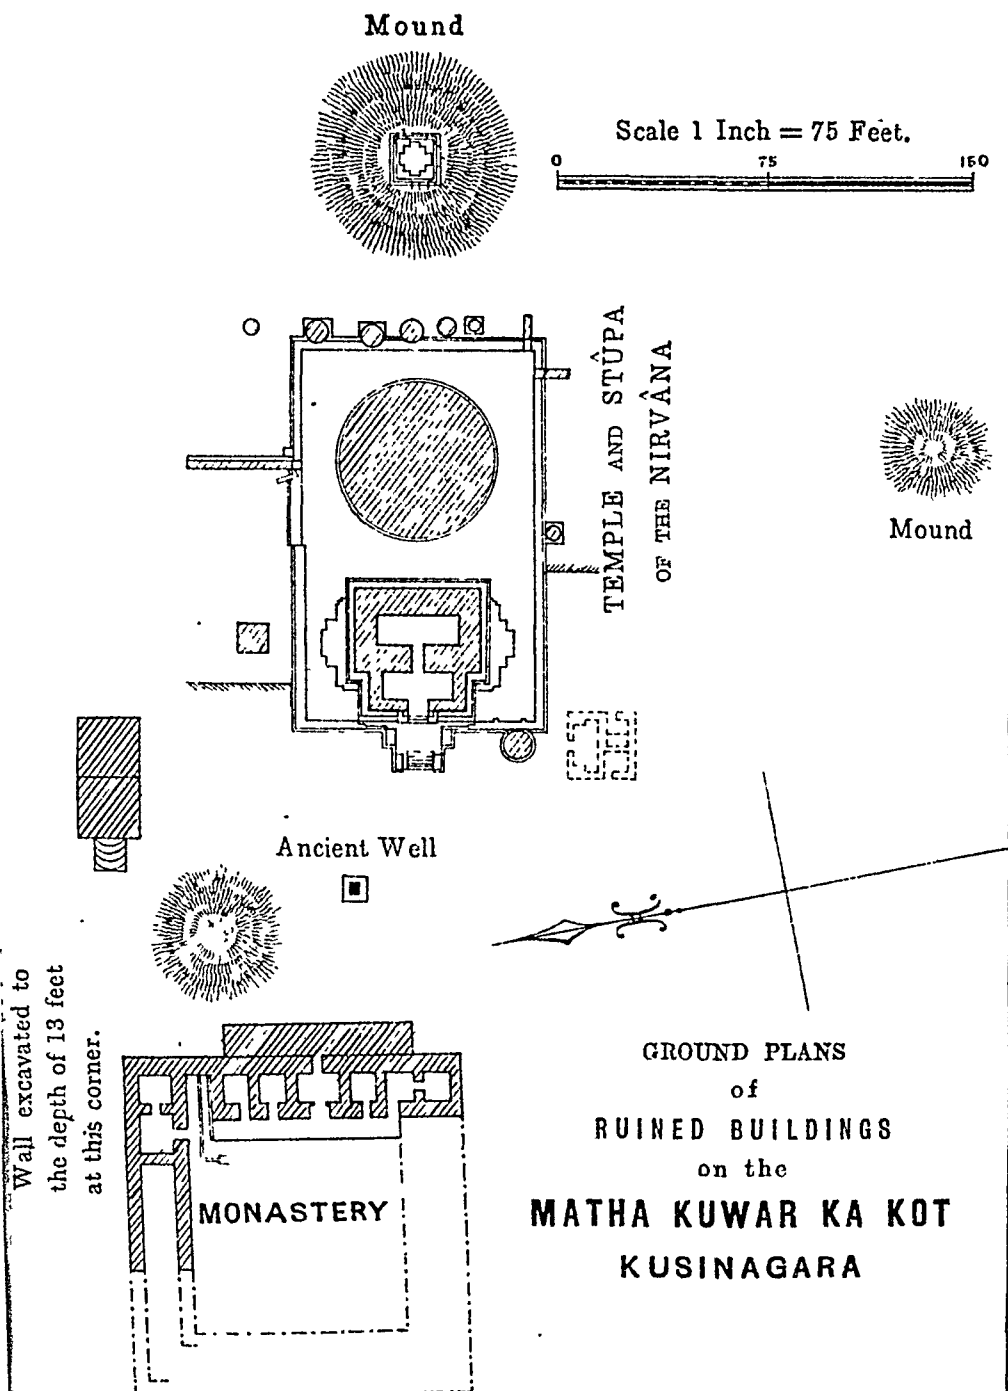 Mound
Scale 1 Inch = 75 Feet.
0 75 150
TEMPLE AND STÛPA
OF THE NIRVÂNA
Mound
Ancient Well
Wall excavated to
the depth of 13 feet
at this corner.
MONASTERY
GROUND PLANS
of
RUINED BUILDINGS
on the
MATHA KUWAR KA KOT
KUSINAGARA